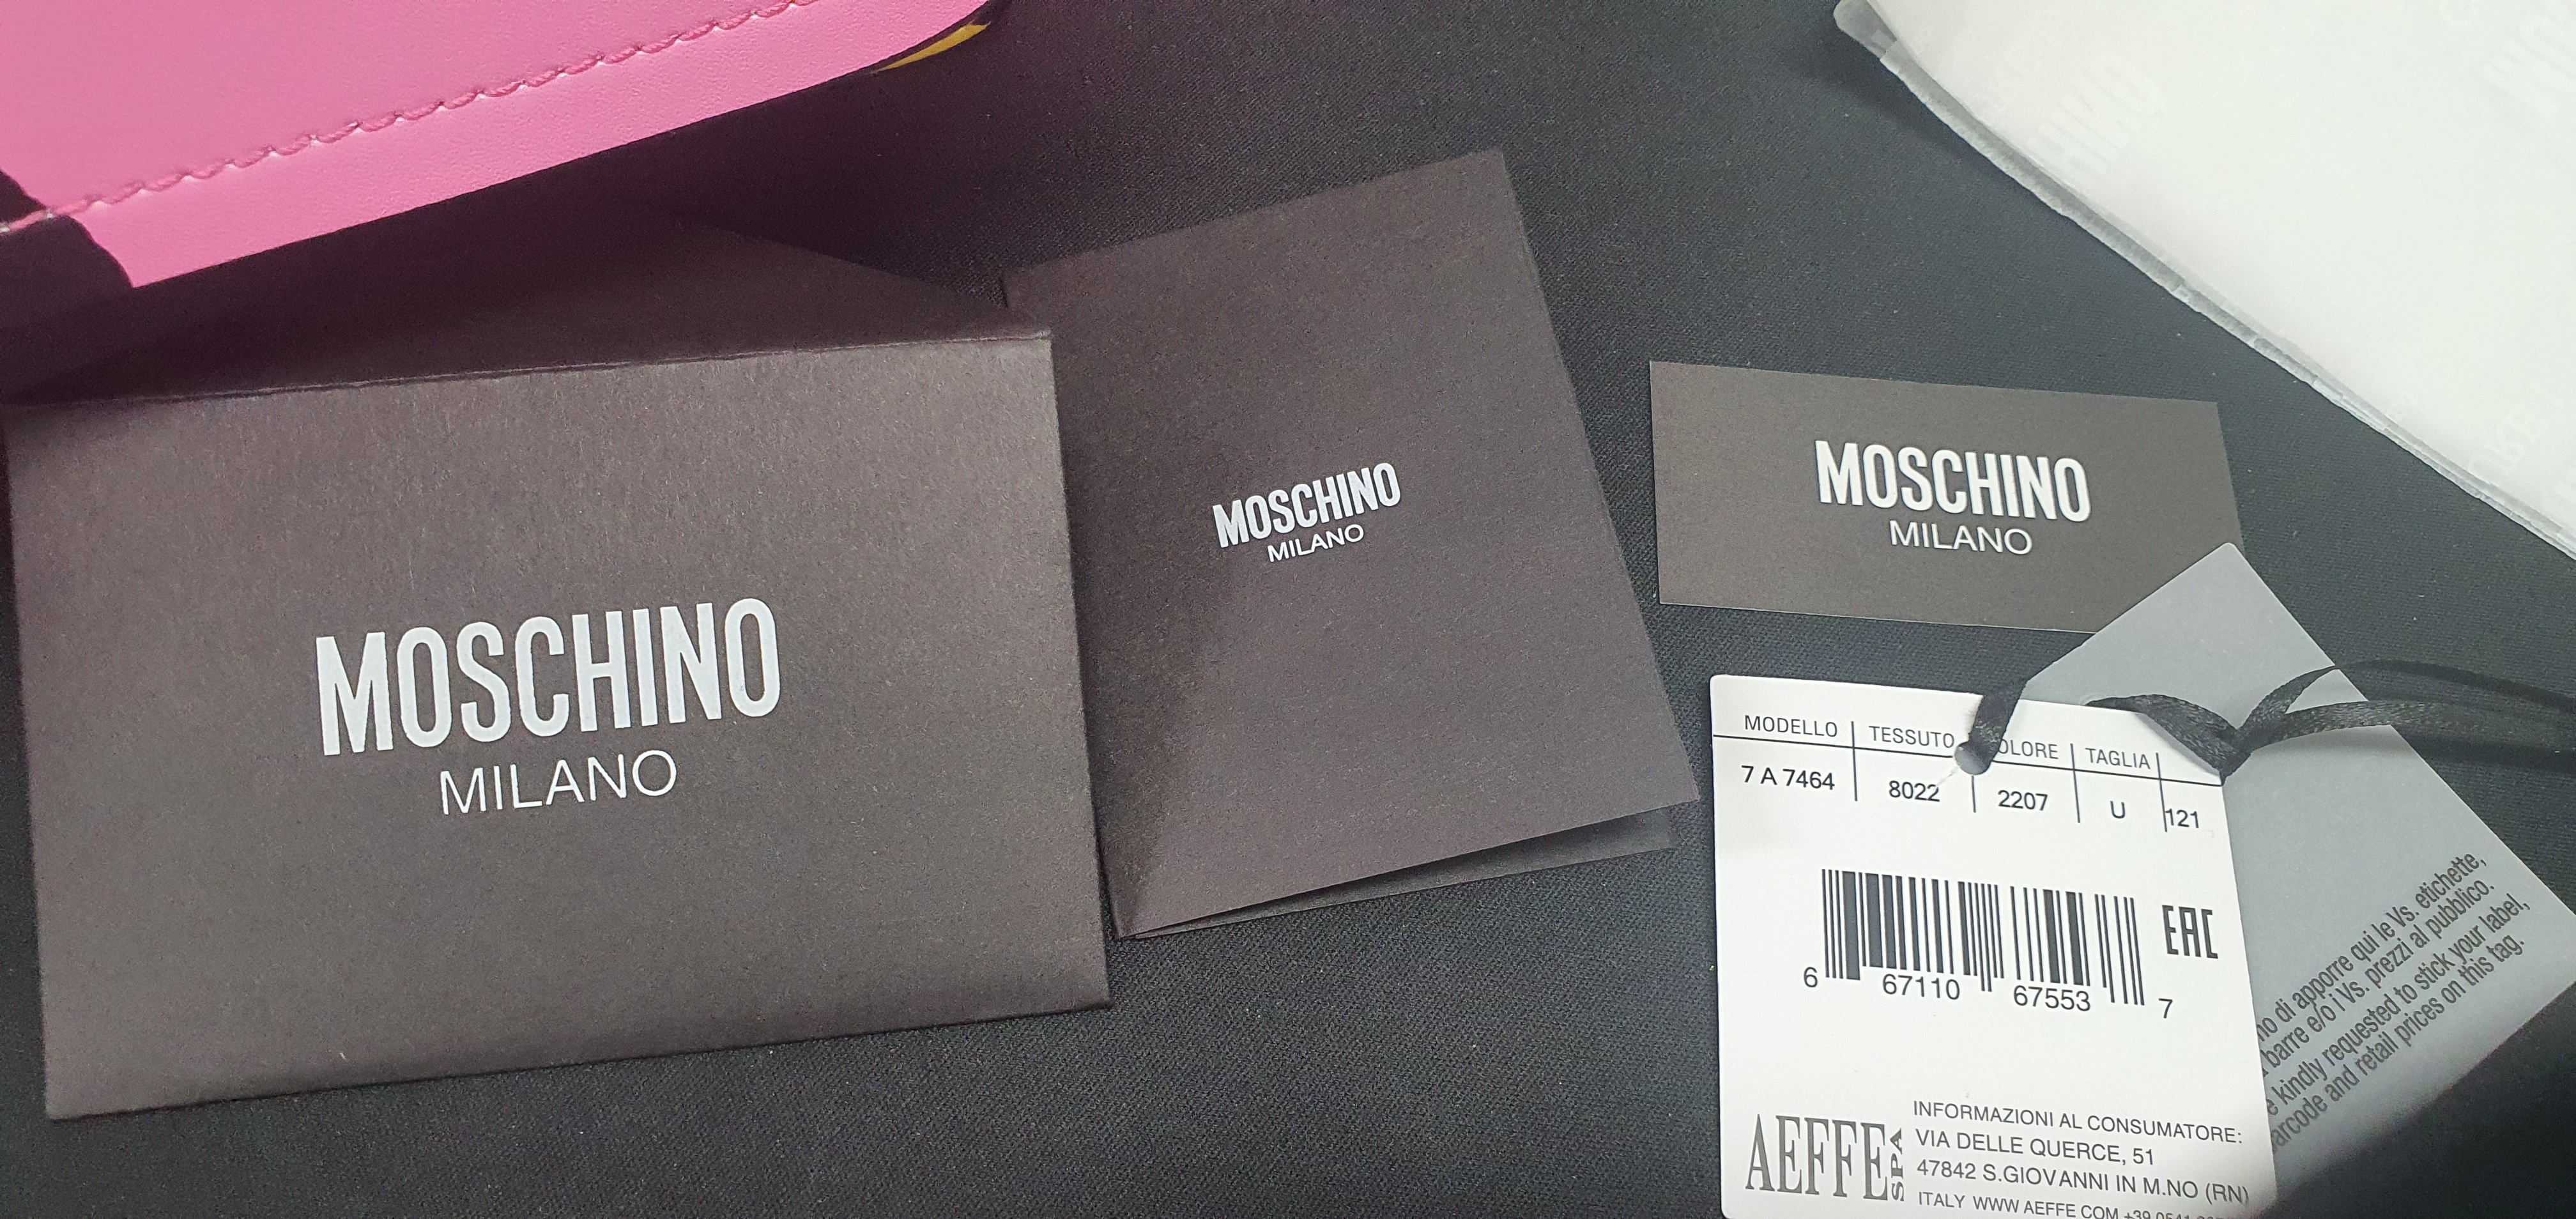 MOSCHINO
MILANO
MOSCHINO
MILANO
MOSCHINO
MILANO
MODELLO TESSUTO OLORE TAGLIA
7 A 7464 8022 2207 U 121
EAC
6 67110 67553 7
AEFFE SPA
INFORMAZIONI AL CONSUMATORE:
VIA DELLE QUERCE, 51
47842 S.GIOVANNI IN M.NO (RN)
ITALY WWW AEFFE COM +39 0541
no di apporre qui le Vs. etichette,
barre e/o i Vs. prezzi al pubblico.
kindly requested to stick your label,
arcode and retail prices on this tag.